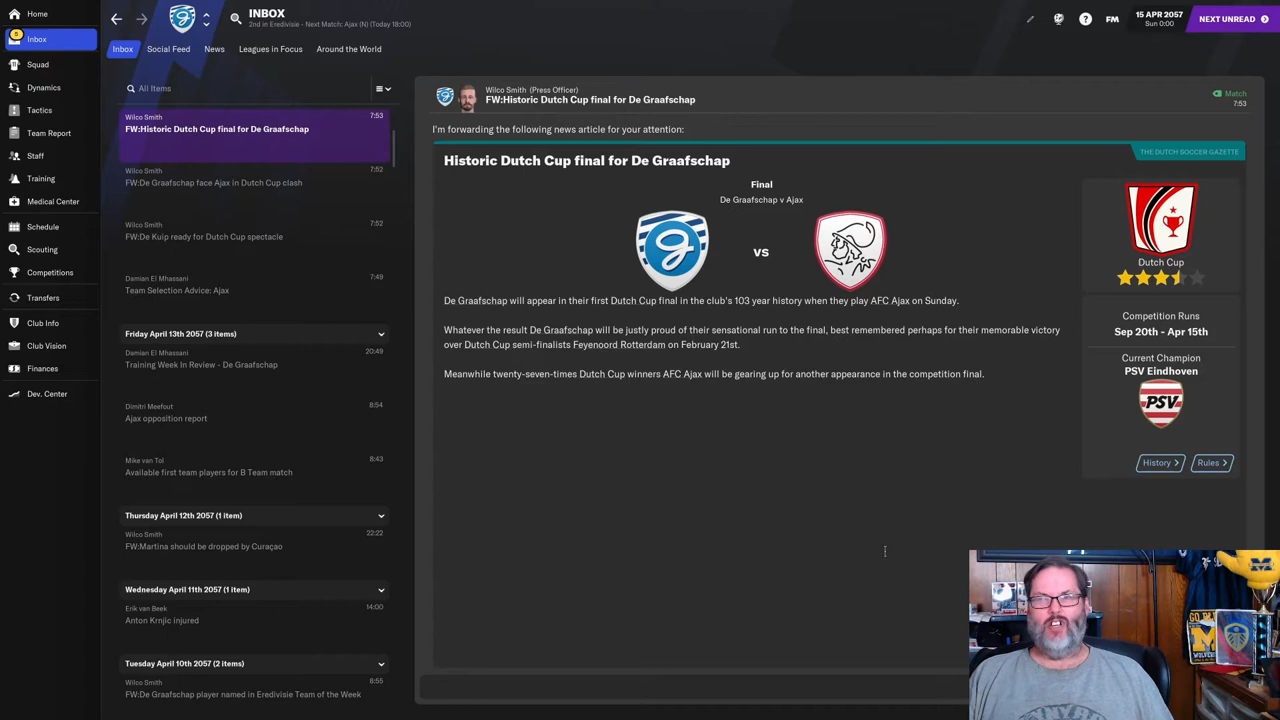 Home
5
Inbox
Squad
Dynamics
Tactics
Team Report
Staff
Training
Medical Center
Schedule
Scouting
Competitions
Transfers
Club Info
Club Vision
Finances
Dev. Center
INBOX
2nd in Eredivisie - Next Match: Ajax (N) (Today 18:00)
FM
15 APR 2057
Sun 0:00
NEXT UNREAD
Inbox
Social Feed
News
Leagues in Focus
Around the World
All Items
Wilco Smith
7:53
FW:Historic Dutch Cup final for De Graafschap
Wilco Smith
7:52
FW:De Graafschap face Ajax in Dutch Cup clash
Wilco Smith
7:52
FW:De Kuip ready for Dutch Cup spectacle
Damian El Mhassani
7:49
Team Selection Advice: Ajax
Friday April 13th 2057 (3 items)
Damian El Mhassani
20:49
Training Week In Review - De Graafschap
Dimitri Meefout
8:54
Ajax opposition report
Mike van Tol
8:43
Available first team players for B Team match
Thursday April 12th 2057 (1 item)
Wilco Smith
22:22
FW:Martina should be dropped by Curaçao
Wednesday April 11th 2057 (1 item)
Erik van Beek
14:00
Anton Krnjic injured
Tuesday April 10th 2057 (2 items)
Wilco Smith
8:55
FW:De Graafschap player named in Eredivisie Team of the Week
Wilco Smith (Press Officer)
FW:Historic Dutch Cup final for De Graafschap
Match
7:53
I'm forwarding the following news article for your attention:
THE DUTCH SOCCER GAZETTE
Historic Dutch Cup final for De Graafschap
Final
De Graafschap v Ajax
vs
De Graafschap will appear in their first Dutch Cup final in the club's 103 year history when they play AFC Ajax on Sunday.
Whatever the result De Graafschap will be justly proud of their sensational run to the final, best remembered perhaps for their memorable victory
over Dutch Cup semi-finalists Feyenoord Rotterdam on February 21st.
Meanwhile twenty-seven-times Dutch Cup winners AFC Ajax will be gearing up for another appearance in the competition final.
Dutch Cup
Competition Runs
Sep 20th - Apr 15th
Current Champion
PSV Eindhoven
PSV
History
Rules
M